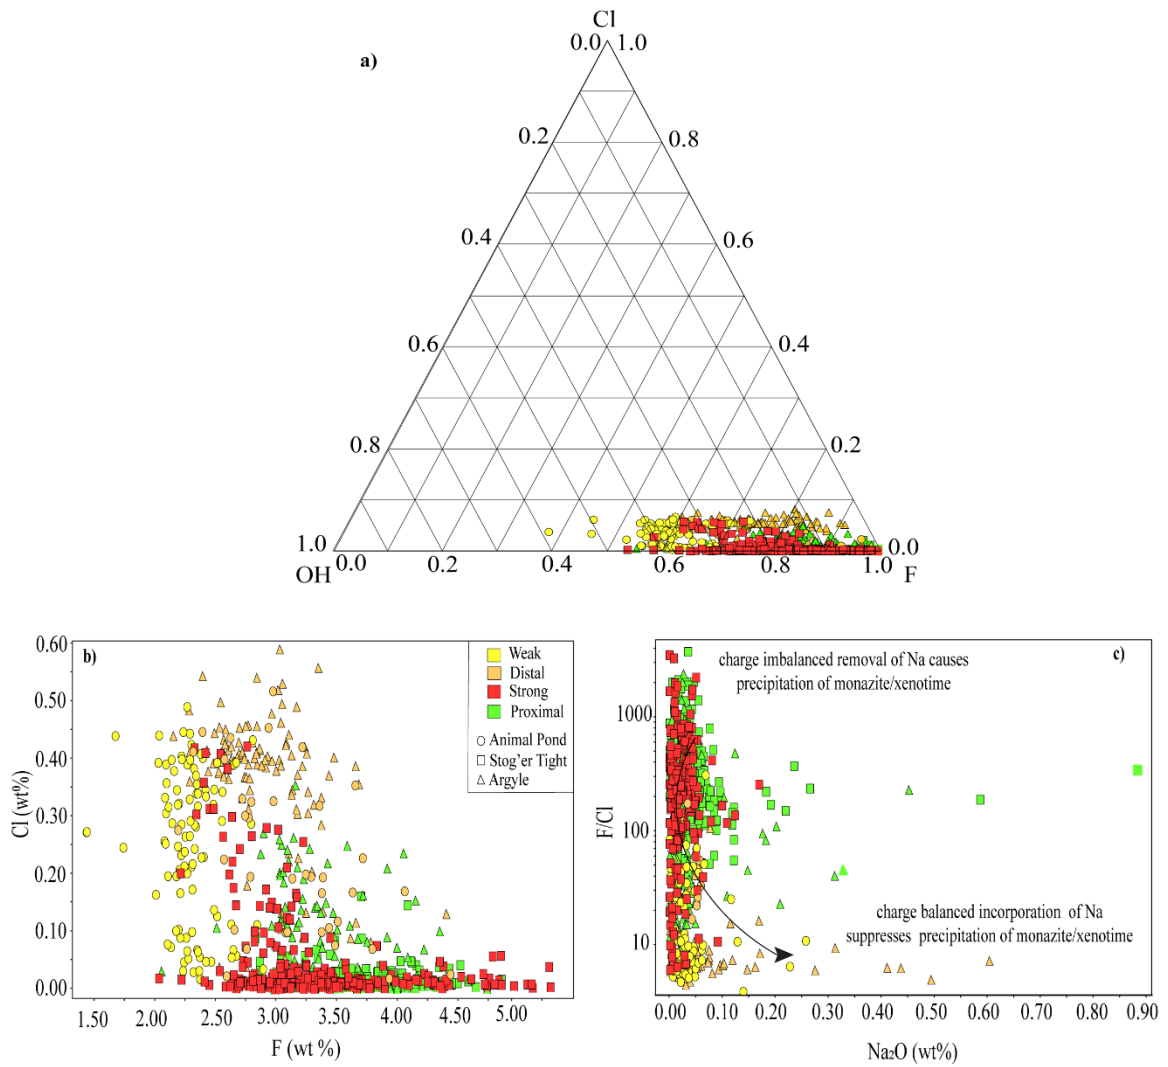 Cl
0.0 1.0
a)
0.2 0.8
0.4 0.6
0.6 0.4
0.8 0.2
1.0 0.0
OH 0.0 0.2 0.4 0.6 0.8 1.0 F
b)
0.60
0.50
0.40
0.30
0.20
0.10
0.00
Cl (wt%)
1.50 2.00 2.50 3.00 3.50 4.00 4.50 5.00
F (wt %)
Weak
Distal
Strong
Proximal
Animal Pond
Stog'er Tight
Argyle
c)
charge imbalanced removal of Na causes
precipitation of monazite/xenotime
1000
100
10
F/Cl
charge balanced incorporation of Na
suppresses precipitation of monazite/xenotime
0.00 0.10 0.20 0.30 0.40 0.50 0.60 0.70 0.80 0.90
Na₂O (wt%)